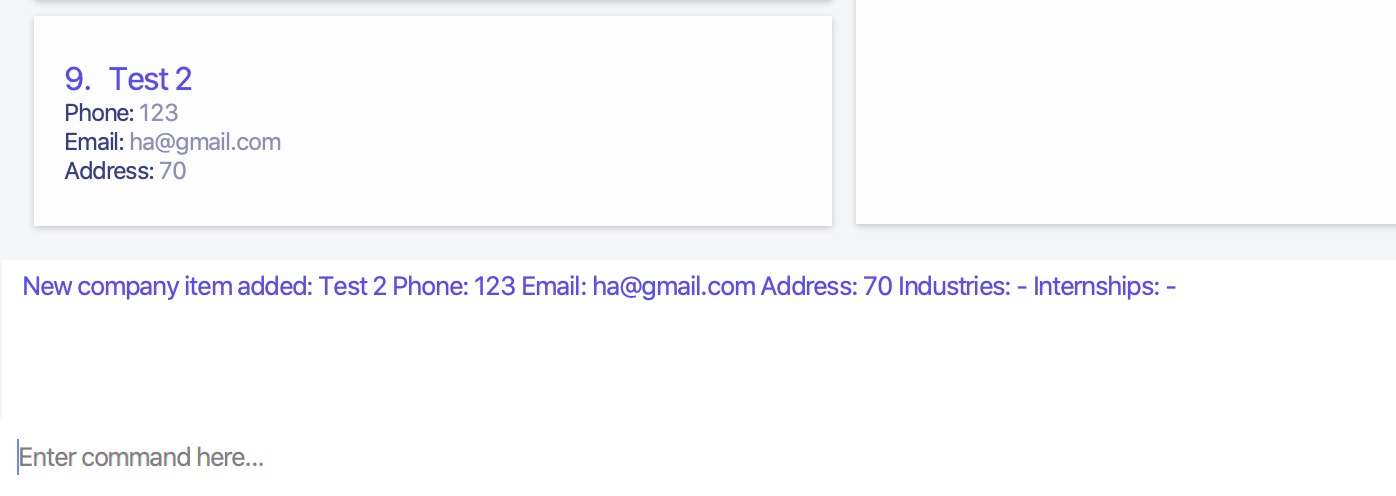 9. Test 2
Phone: 123
Email: ha@gmail.com
Address: 70
New company item added: Test 2 Phone: 123 Email: ha@gmail.com Address: 70 Industries: - Internships: -
Enter command here...